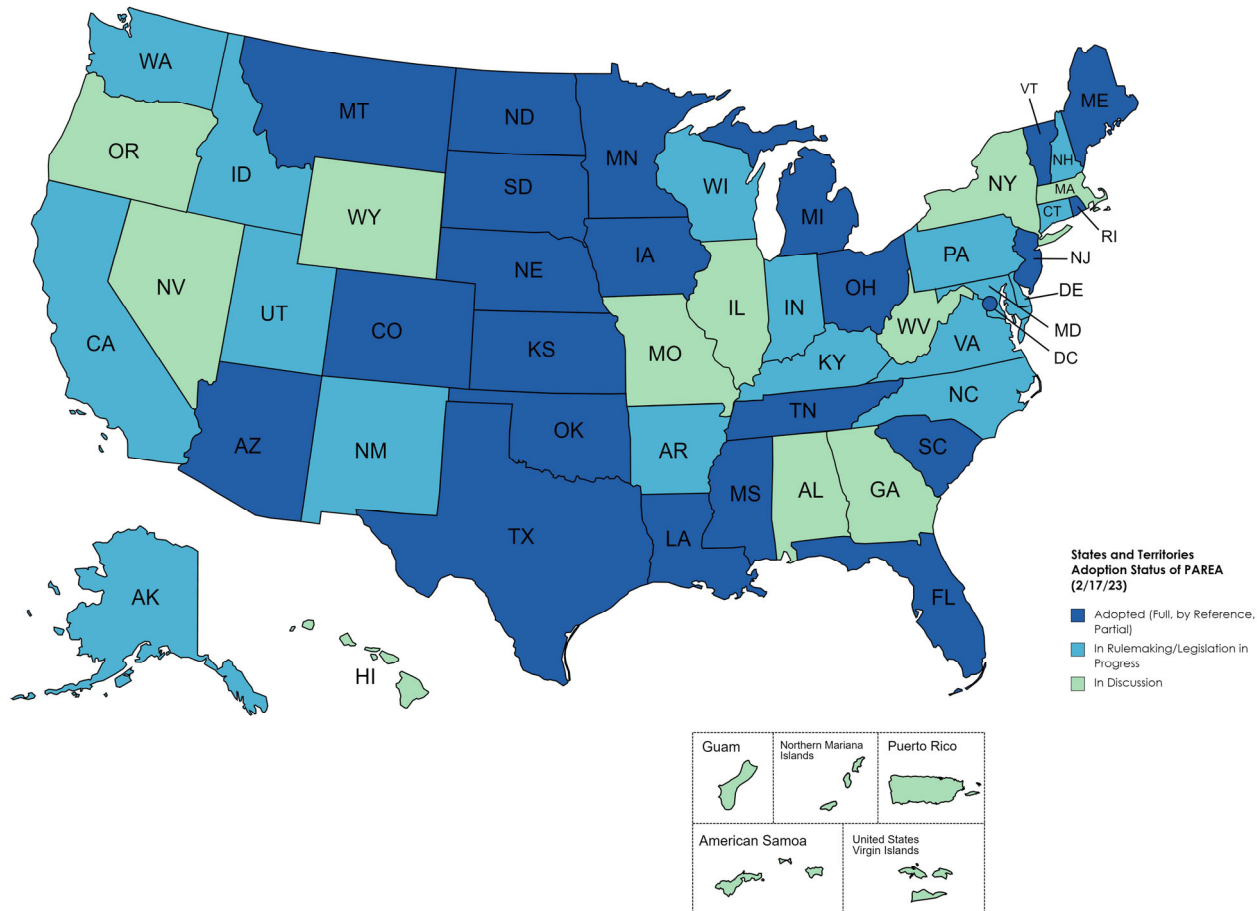 WA
MT
ND
MN
VT
ME
OR
ID
SD
WI
NY
NH
MA
WY
MI
CT
RI
IA
PA
NJ
NE
NV
OH
DE
UT
IL
IN
CO
WV
MD
CA
KS
MO
VA
DC
KY
NC
TN
AZ
NM
OK
AR
SC
MS
AL
GA
TX
LA
FL
AK
HI
States and Territories
Adoption Status of PAREA
(2/17/23)
Adopted (Full, by Reference,
Partial)
In Rulemaking/Legislation in
Progress
In Discussion
Guam
Northern Mariana
Islands
Puerto Rico
American Samoa
United States
Virgin Islands